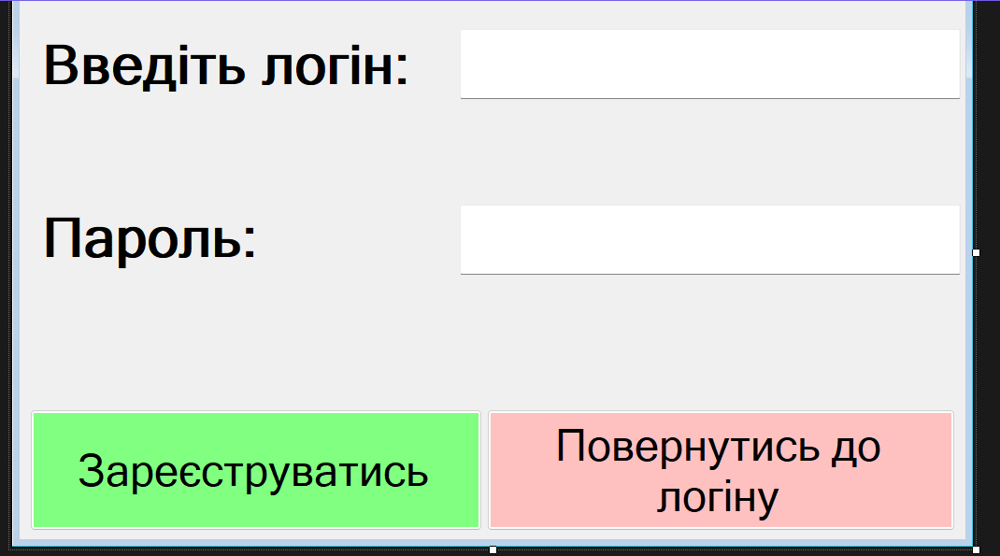 Введіть логін:
Пароль:
Зареєструватись
Повернутись до
логіну